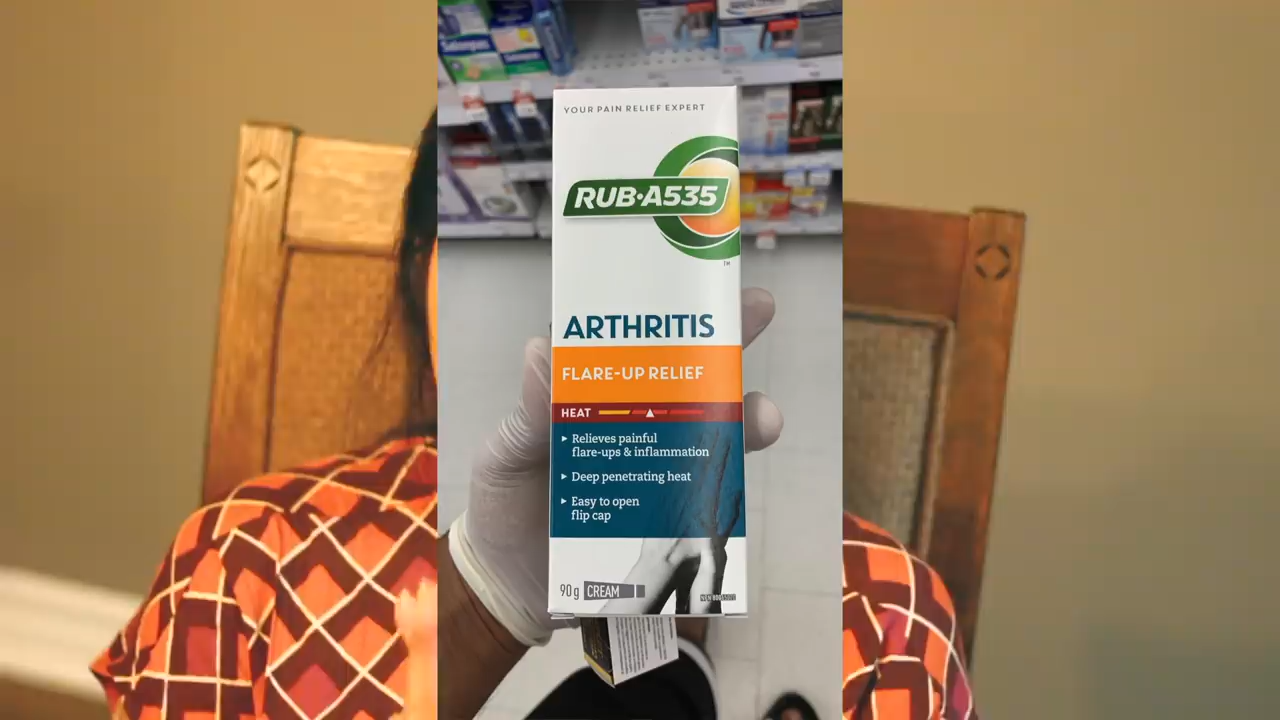 YOUR PAIN RELIEF EXPERT
RUB·A535
TM
ARTHRITIS
FLARE-UP RELIEF
HEAT
▸ Relieves painful
flare-ups & inflammation
▸ Deep penetrating heat
▸ Easy to open
flip cap
90 g CREAM